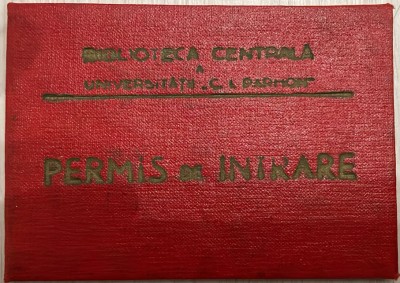 BIBLIOTECA CENTRALĂ
A
UNIVERSITĂȚII „C. I. PARHON”
PERMIS DE INTRARE